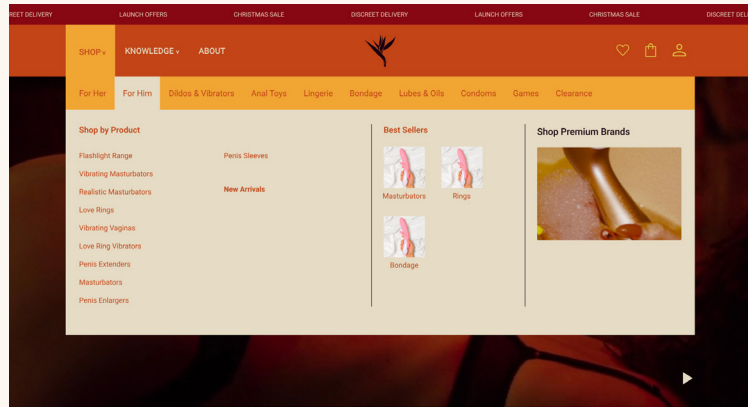 REET DELIVERY LAUNCH OFFERS CHRISTMAS SALE DISCREET DELIVERY LAUNCH OFFERS CHRISTMAS SALE DISCREET DEL
SHOP KNOWLEDGE ABOUT
For Her For Him Dildos & Vibrators Anal Toys Lingerie Bondage Lubes & Oils Condoms Games Clearance
Shop by Product
Flashlight Range
Vibrating Masturbators
Realistic Masturbators
Love Rings
Vibrating Vaginas
Love Ring Vibrators
Penis Extenders
Masturbators
Penis Enlargers
Penis Sleeves
New Arrivals
Best Sellers
Masturbators Rings
Bondage
Shop Premium Brands